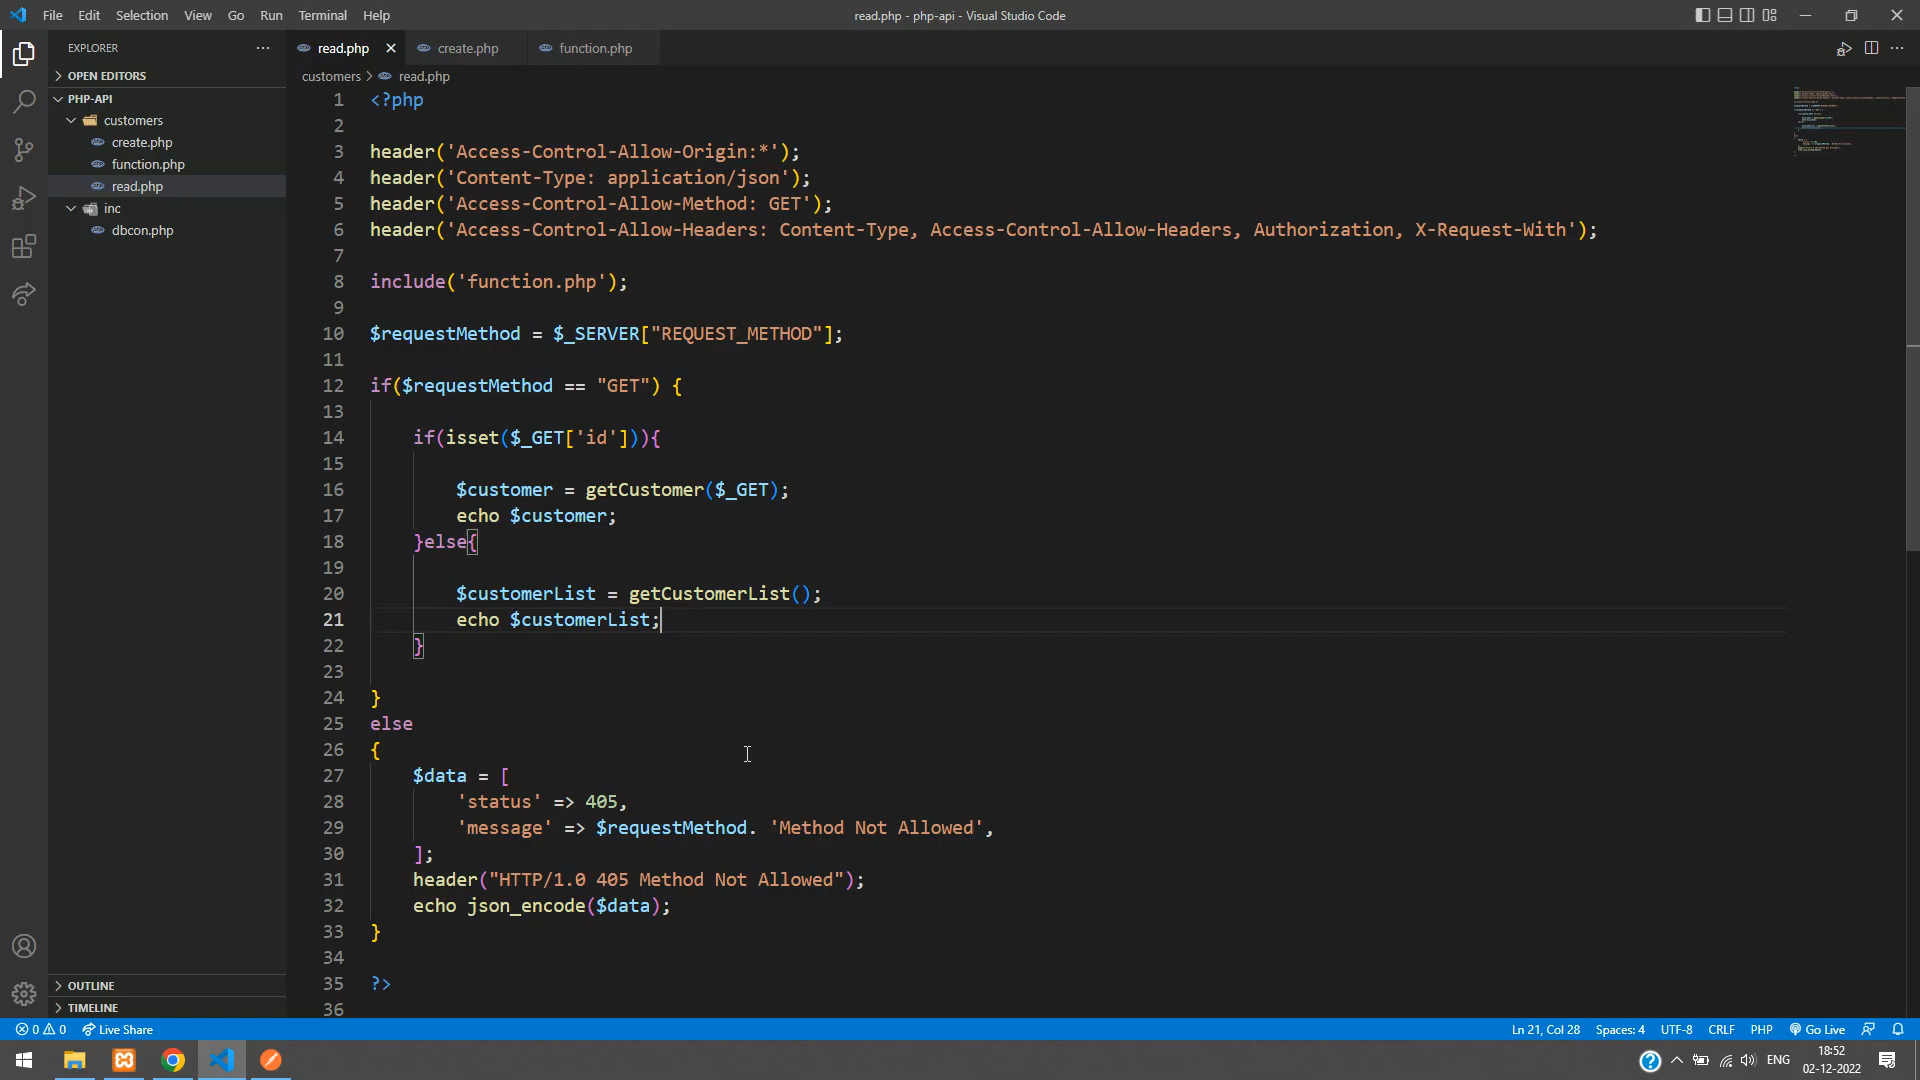 File Edit Selection View Go Run Terminal Help
read.php - php-api - Visual Studio Code
EXPLORER
OPEN EDITORS
PHP-API
customers
create.php
function.php
read.php
inc
dbcon.php
OUTLINE
TIMELINE
read.php create.php function.php
customers > read.php
1 <?php
2
3 header('Access-Control-Allow-Origin:*');
4 header('Content-Type: application/json');
5 header('Access-Control-Allow-Method: GET');
6 header('Access-Control-Allow-Headers: Content-Type, Access-Control-Allow-Headers, Authorization, X-Request-With');
7
8 include('function.php');
9
10 $requestMethod = $_SERVER["REQUEST_METHOD"];
11
12 if($requestMethod == "GET") {
13
14 if(isset($_GET['id'])){
15
16 $customer = getCustomer($_GET);
17 echo $customer;
18 }else{
19
20 $customerList = getCustomerList();
21 echo $customerList;
22 }
23
24 }
25 else
26 {
27 $data = [
28 'status' => 405,
29 'message' => $requestMethod. 'Method Not Allowed',
30 ];
31 header("HTTP/1.0 405 Method Not Allowed");
32 echo json_encode($data);
33 }
34
35 ?>
36
0 0 Live Share
Ln 21, Col 28 Spaces: 4 UTF-8 CRLF PHP Go Live
ENG
18:52
02-12-2022